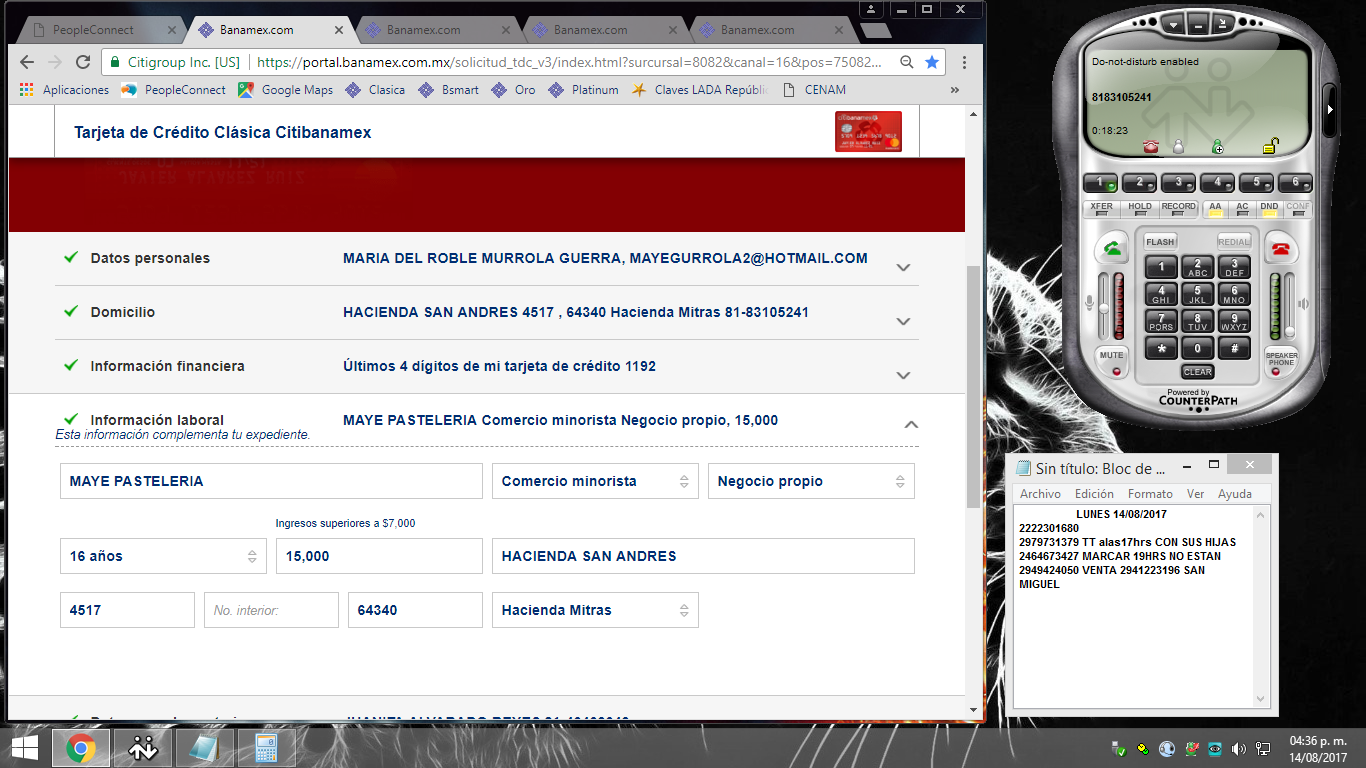 PeopleConnect
Banamex.com
Banamex.com
Banamex.com
Banamex.com
Citigroup Inc. [US]
https://portal.banamex.com.mx/solicitud_tdc_v3/index.html?surcursal=8082&canal=16&pos=75082...
Aplicaciones
PeopleConnect
Google Maps
Clasica
Bsmart
Oro
Platinum
Claves LADA Repúblic
CENAM
Tarjeta de Crédito Clásica Citibanamex
citibanamex
Datos personales MARIA DEL ROBLE MURROLA GUERRA, MAYEGURROLA2@HOTMAIL.COM
Domicilio HACIENDA SAN ANDRES 4517 , 64340 Hacienda Mitras 81-83105241
Información financiera Últimos 4 dígitos de mi tarjeta de crédito 1192
Información laboral MAYE PASTELERIA Comercio minorista Negocio propio, 15,000
Esta información complementa tu expediente.
MAYE PASTELERIA Comercio minorista Negocio propio
Ingresos superiores a $7,000
16 años 15,000 HACIENDA SAN ANDRES
4517 No. interior: 64340 Hacienda Mitras
Do-not-disturb enabled
8183105241
0:18:23
1 2 3 4 5 6
XFER HOLD RECORD AA AC DND CONF
FLASH REDIAL
1 2 ABC 3 DEF
4 GHI 5 JKL 6 MNO
7 PQRS 8 TUV 9 WXYZ
* 0 #
MUTE
CLEAR
SPEAKER PHONE
Powered by
COUNTERPATH
Sin título: Bloc de ...
Archivo Edición Formato Ver Ayuda
LUNES 14/08/2017
2222301680
2979731379 TT alas17hrs CON SUS HIJAS
2464673427 MARCAR 19HRS NO ESTAN
2949424050 VENTA 2941223196 SAN
MIGUEL
04:36 p. m.
14/08/2017